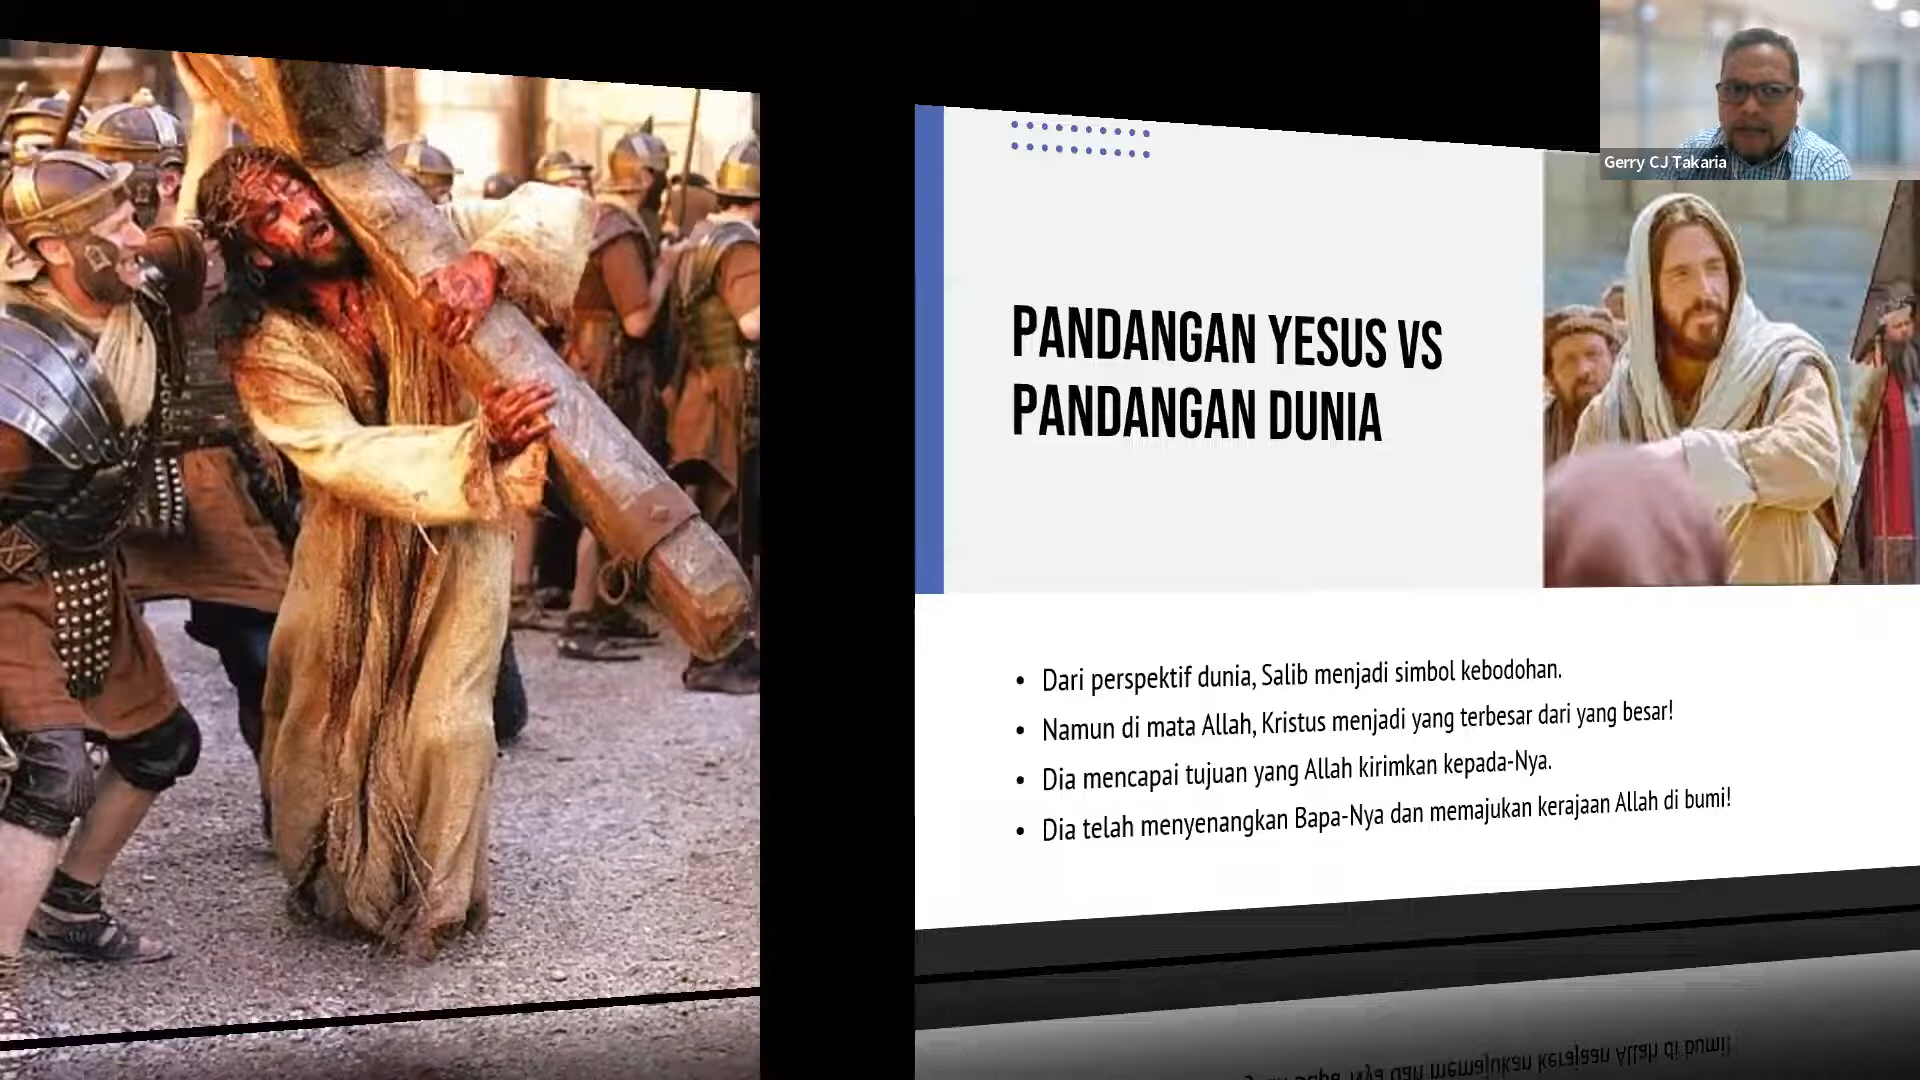 Gerry CJ Takaria
PANDANGAN YESUS VS
PANDANGAN DUNIA
• Dari perspektif dunia, Salib menjadi simbol kebodohan.
• Namun di mata Allah, Kristus menjadi yang terbesar dari yang besar!
• Dia mencapai tujuan yang Allah kirimkan kepada-Nya.
• Dia telah menyenangkan Bapa-Nya dan memajukan kerajaan Allah di bumi!